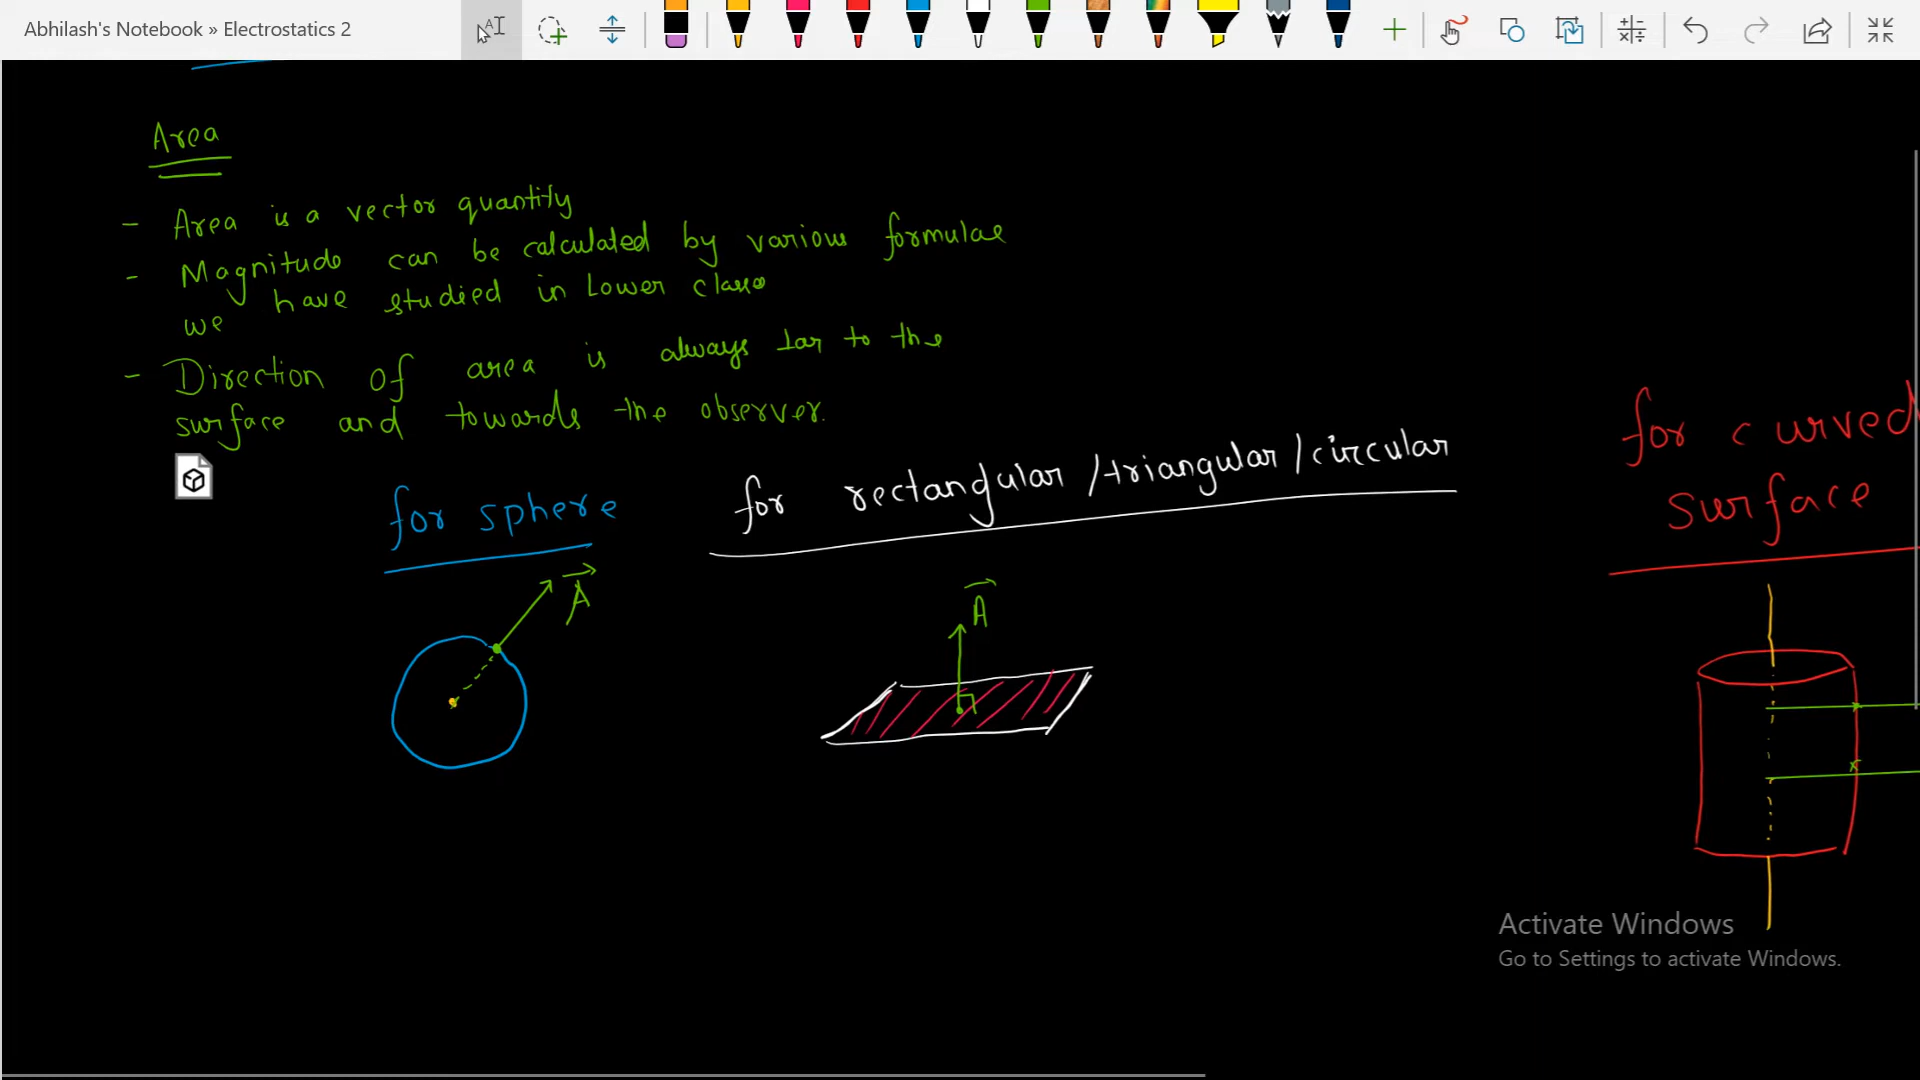 Abhilash's Notebook » Electrostatics 2
Area
- Area is a vector quantity
- Magnitude can be calculated by various formulae
we have studied in Lower class
- Direction of area is always ⊥ar to the
surface and towards the observer.
for sphere
for rectangular/triangular/circular
for curved
surface
A
A
Activate Windows
Go to Settings to activate Windows.